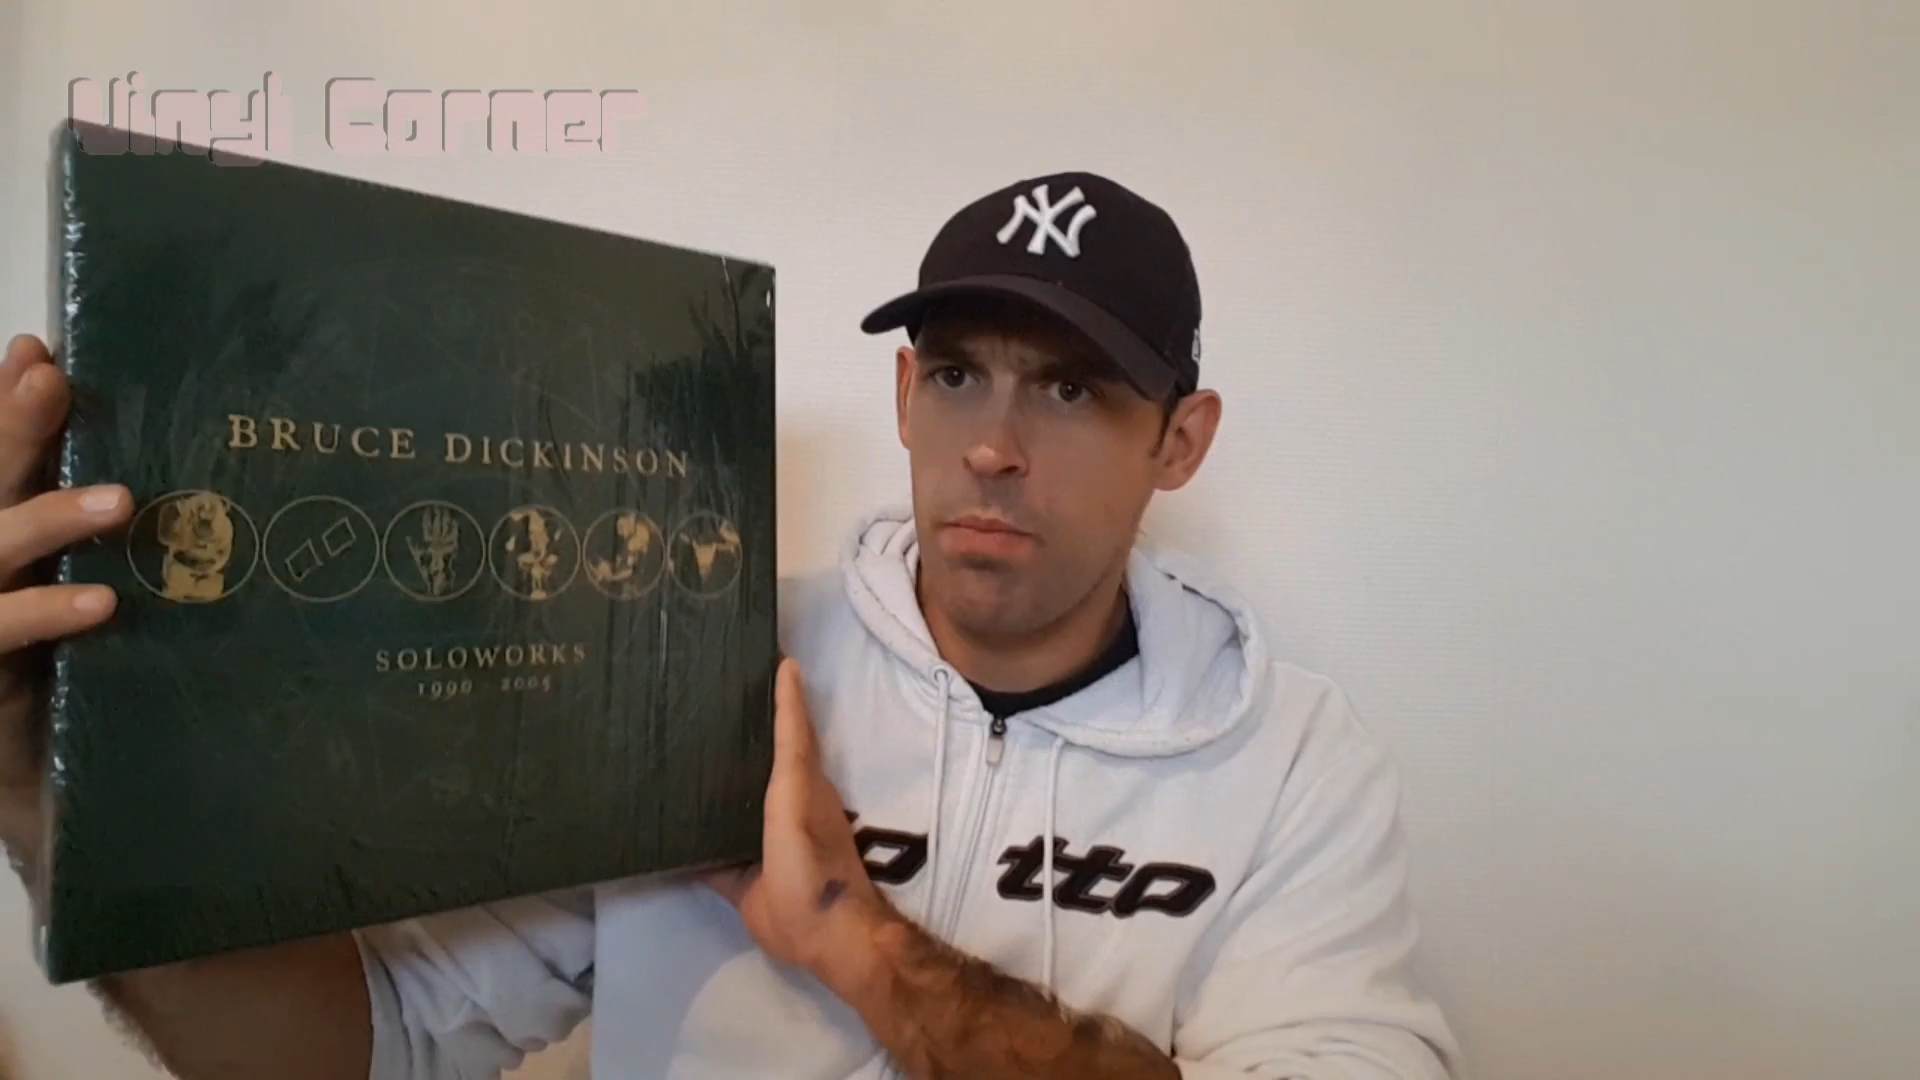 Vinyl Corner
NY
BRUCE DICKINSON
SOLOWORKS
1990 - 2005
tto